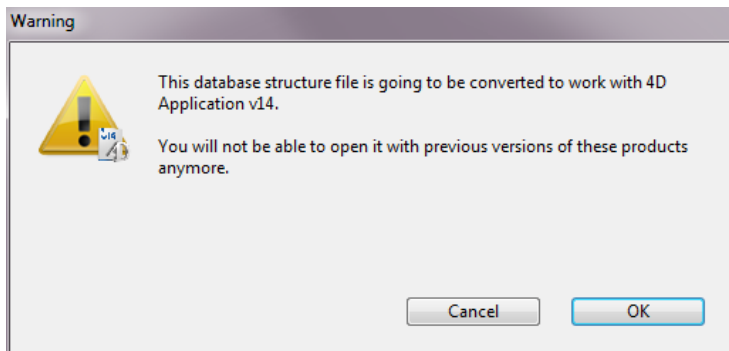 Warning
This database structure file is going to be converted to work with 4D
Application v14.
You will not be able to open it with previous versions of these products
anymore.
v14
Cancel
OK